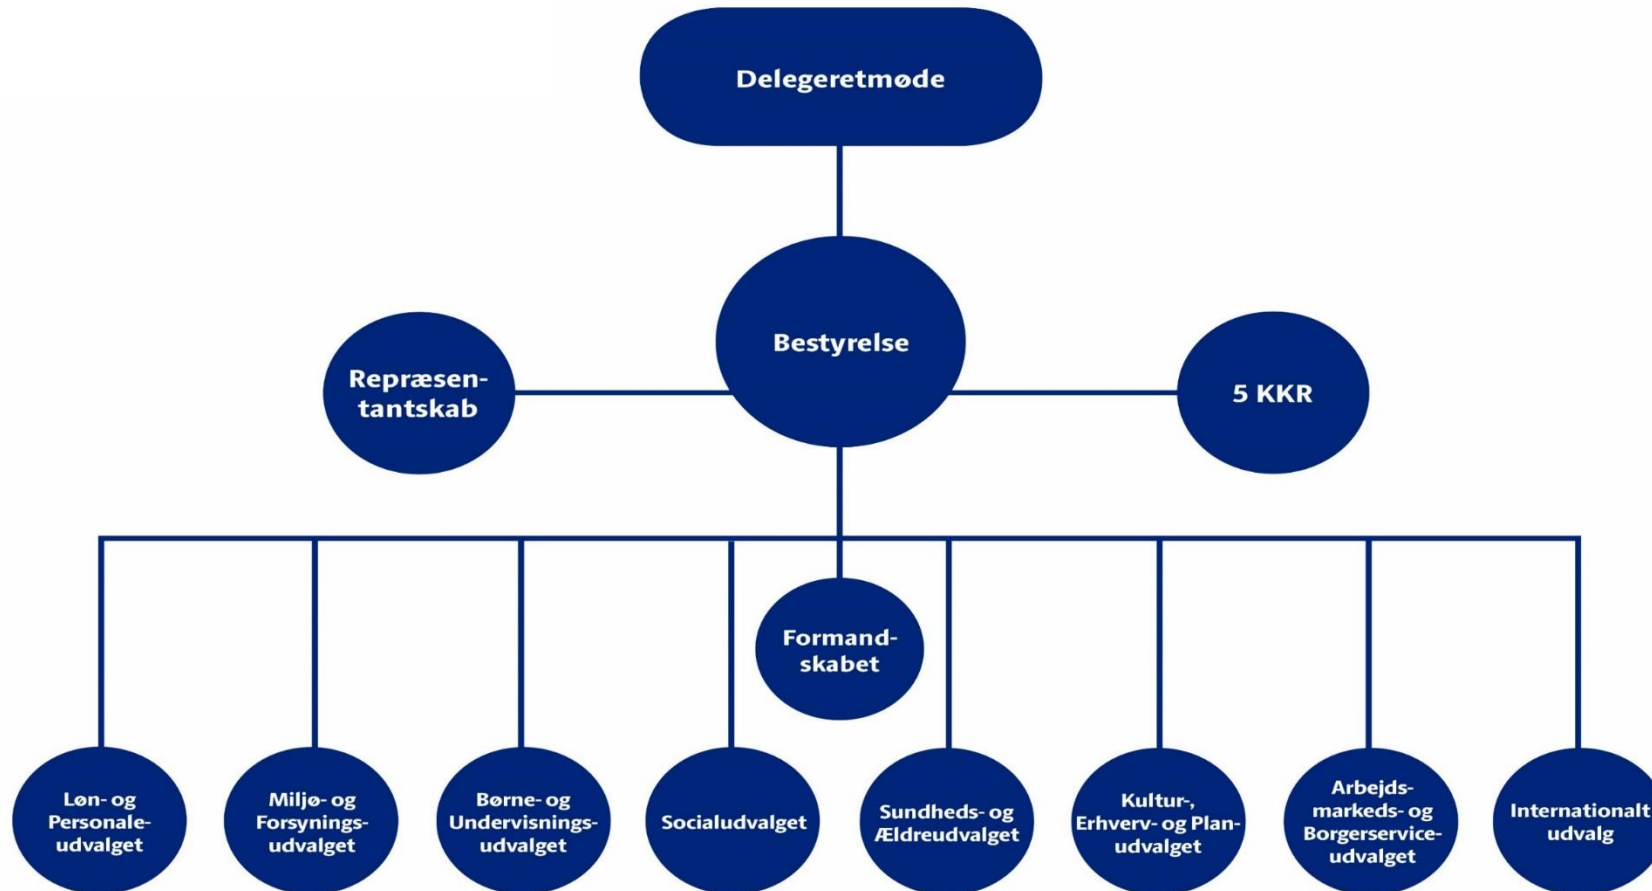 Delegeretmøde
Bestyrelse
Repræsen-
tantskab
5 KKR
Formand-
skabet
Løn- og
Personale-
udvalget
Miljø- og
Forsynings-
udvalget
Børne- og
Undervisnings-
udvalget
Socialudvalget
Sundheds- og
Ældreudvalget
Kultur-,
Erhverv- og Plan-
udvalget
Arbejds-
markeds- og
Borgerservice-
udvalget
Internationalt
udvalg